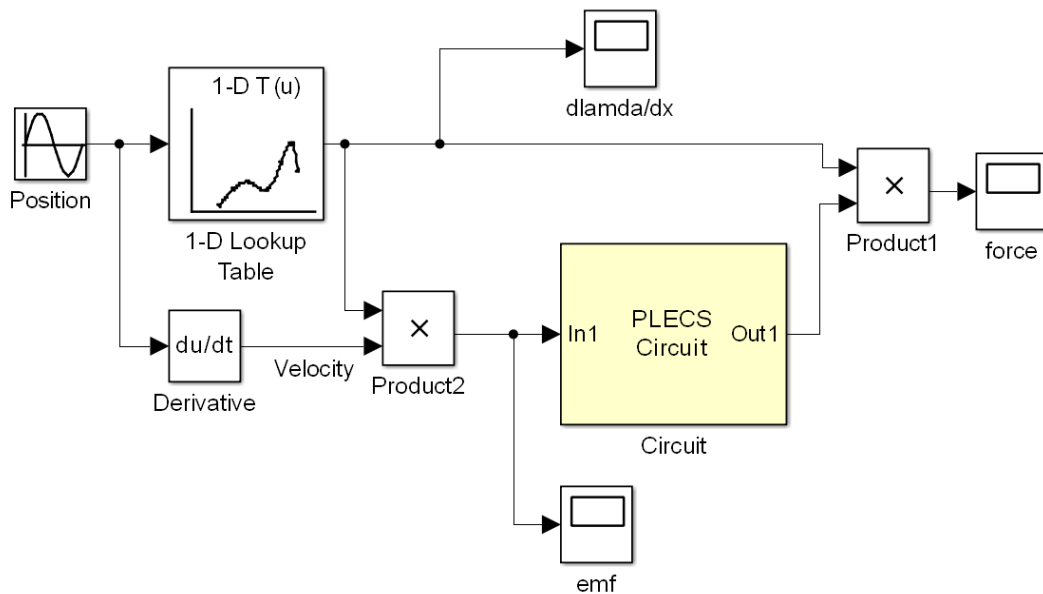 1-D T(u)
dlamda/dx
Position
1-D Lookup
Table
×
Product1
force
du/dt
Derivative
Velocity
×
Product2
In1
PLECS
Circuit
Out1
Circuit
emf